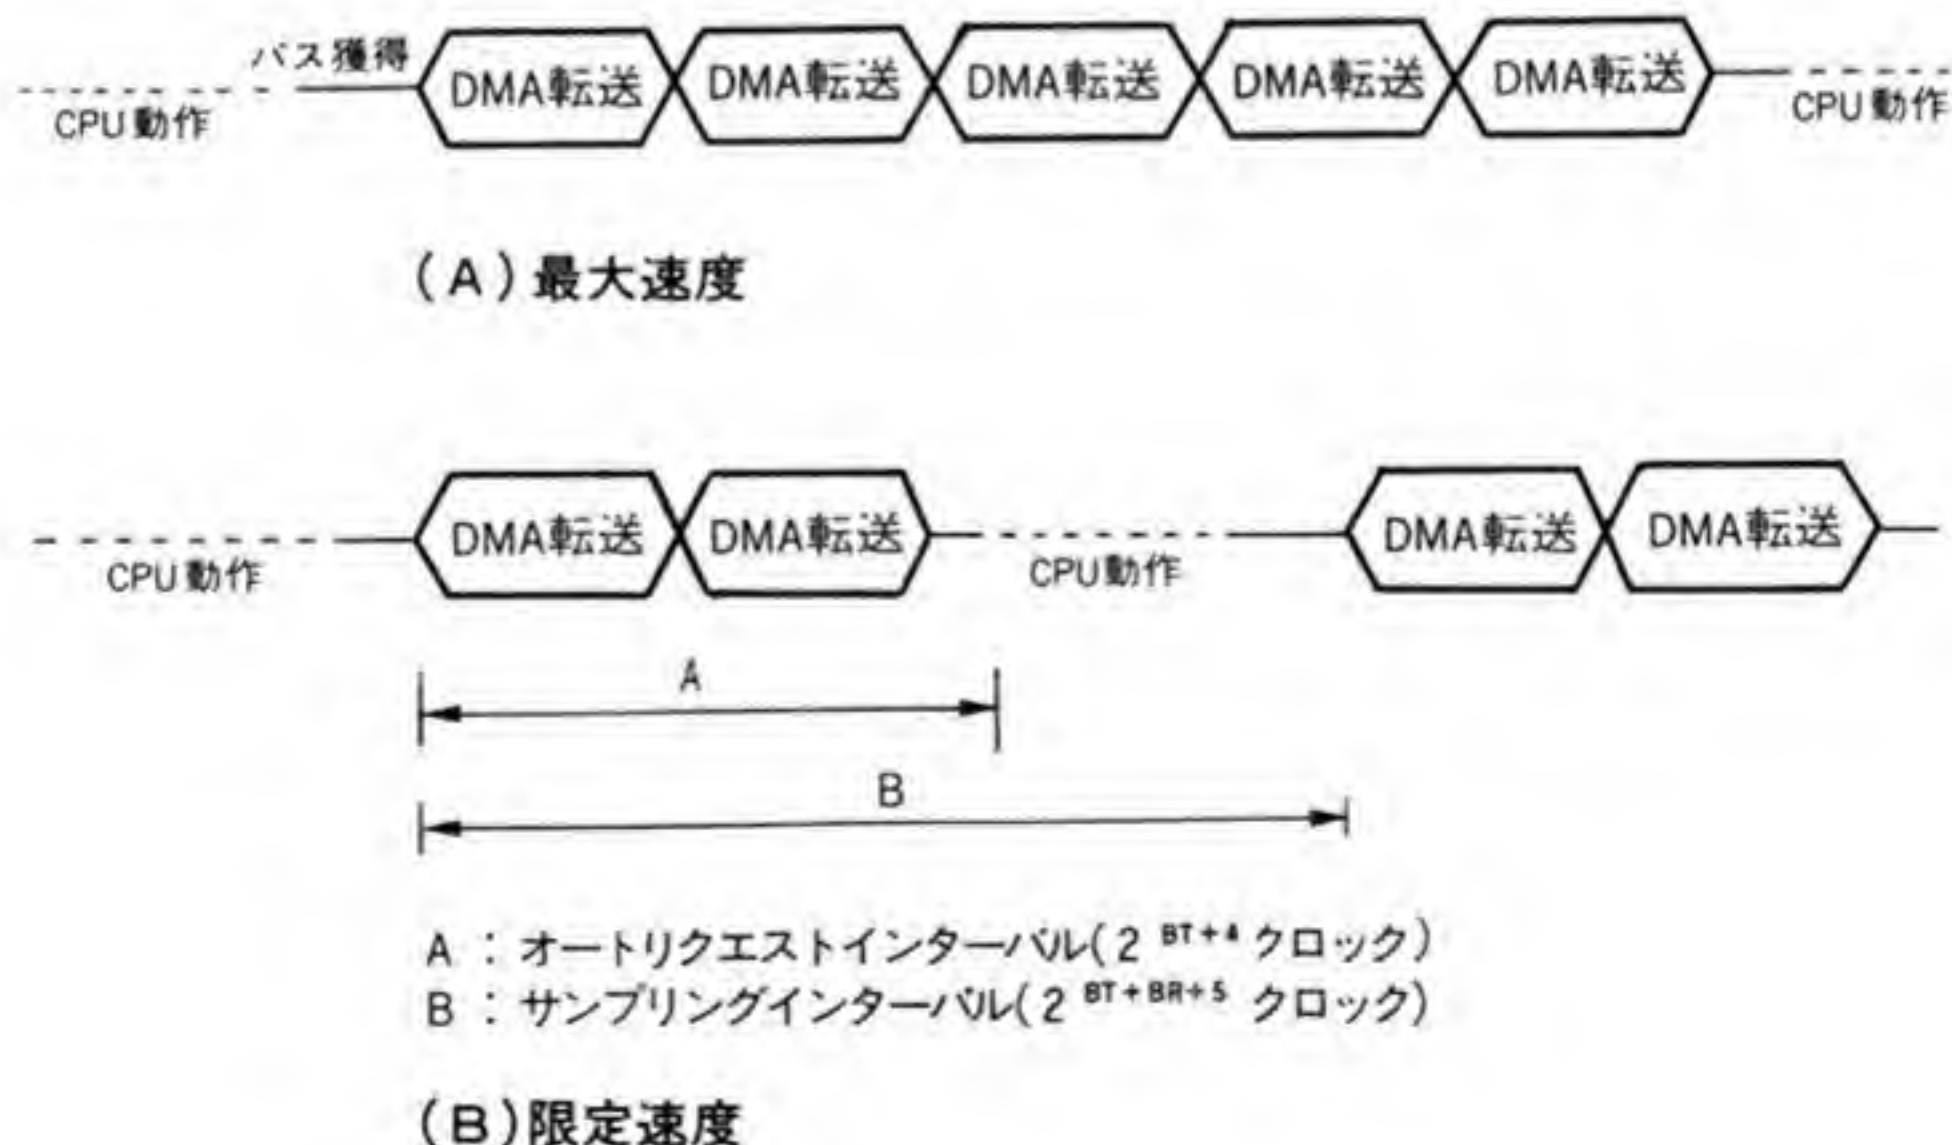 バス獲得
DMA転送 DMA転送 DMA転送 DMA転送 DMA転送
CPU動作 CPU動作
(A)最大速度
DMA転送 DMA転送 DMA転送 DMA転送
CPU動作 CPU動作
A
B
A：オートリクエストインターバル(2 BT+4 クロック)
B：サンプリングインターバル(2 BT+BR+5 クロック)
(B)限定速度